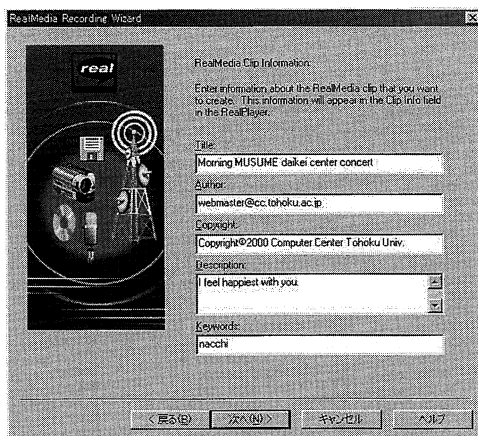 RealMedia Recording Wizard
real
RealMedia Clip Information:
Enter information about the RealMedia clip that you want
to create. This information will appear in the Clip Info field
in the RealPlayer.
Title:
Morning MUSUME daikei center concert
Author:
webmaster@cc.tohoku.ac.jp
Copyright:
Copyright©2000 Computer Center Tohoku Univ.
Description:
I feel happiest with you.
Keywords:
nacchi
< 戻る(B)
次へ(N) >
キャンセル
ヘルプ